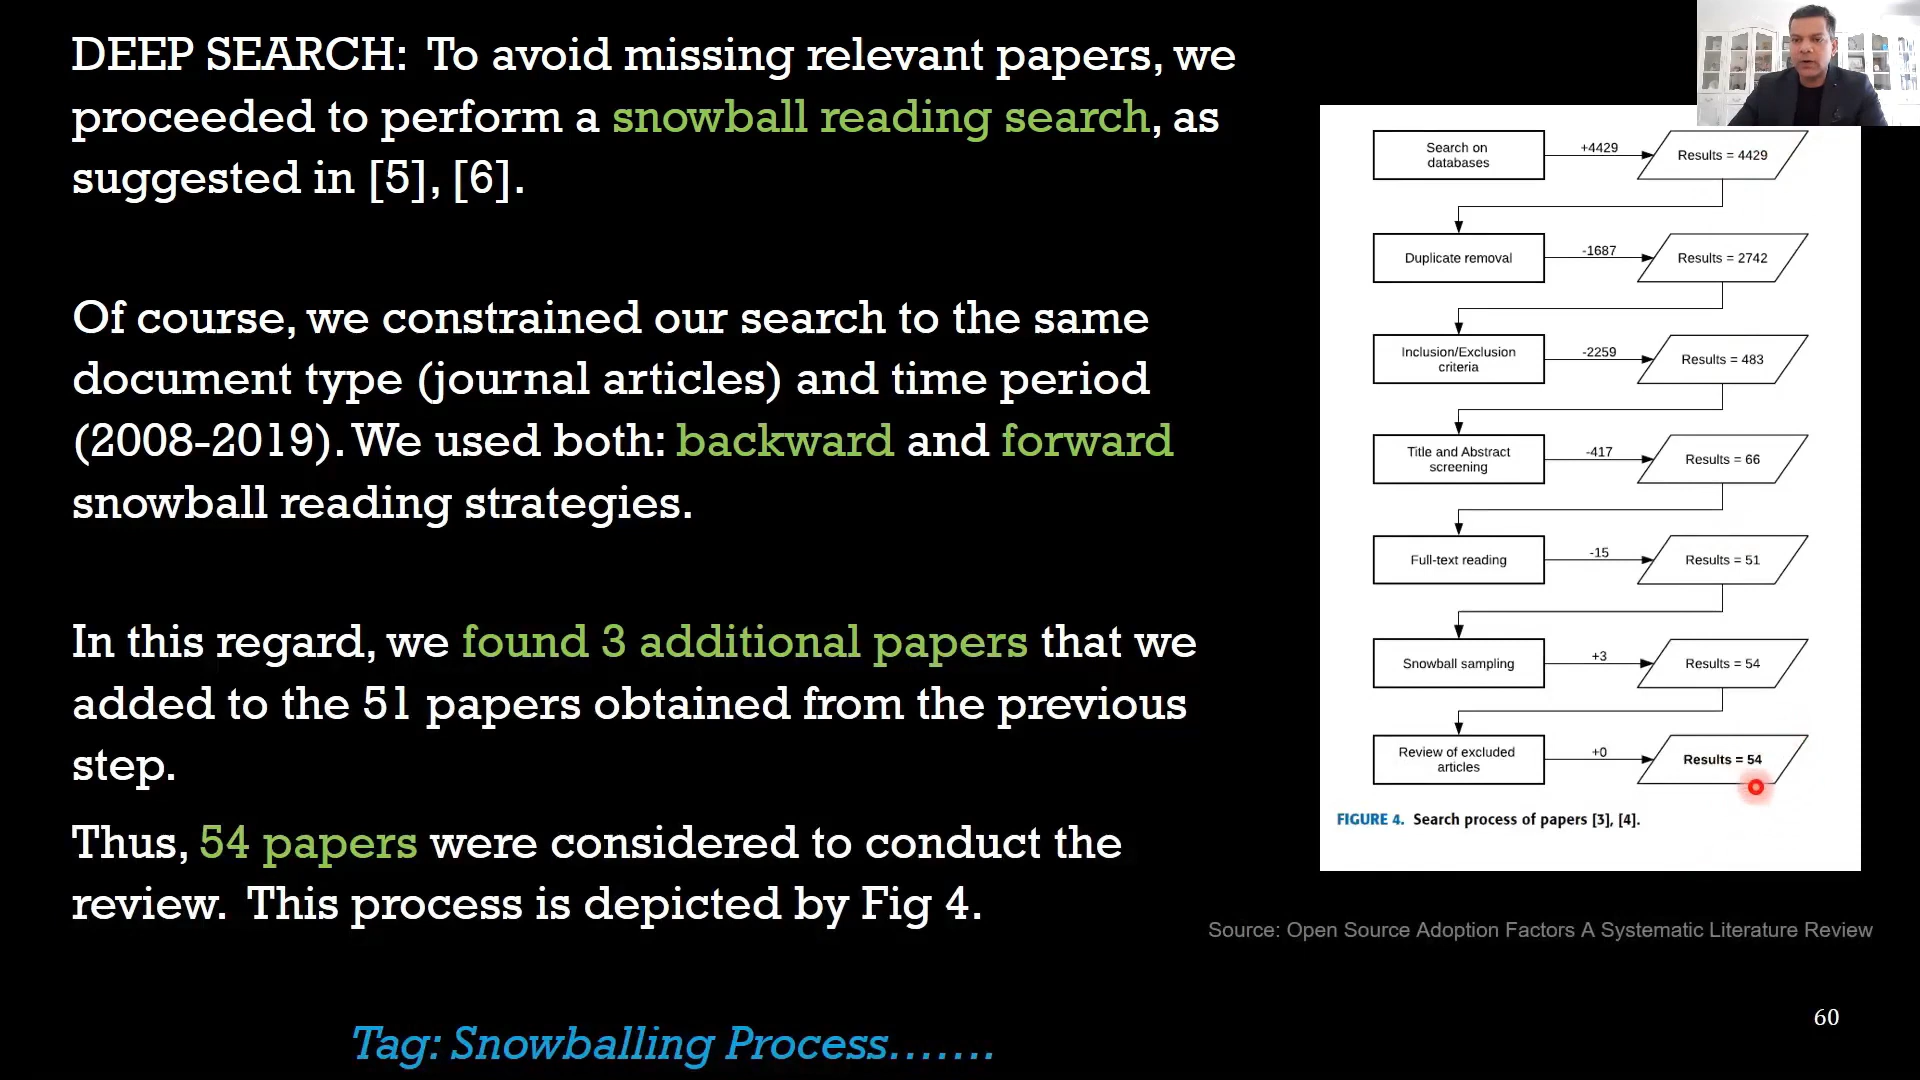 DEEP SEARCH: To avoid missing relevant papers, we
proceeded to perform a snowball reading search, as
suggested in [5], [6].
Of course, we constrained our search to the same
document type (journal articles) and time period
(2008-2019). We used both: backward and forward
snowball reading strategies.
In this regard, we found 3 additional papers that we
added to the 51 papers obtained from the previous
step.
Thus, 54 papers were considered to conduct the
review. This process is depicted by Fig 4.
Tag: Snowballing Process.......
Search on
databases
+4429
Results = 4429
Duplicate removal
-1687
Results = 2742
Inclusion/Exclusion
criteria
-2259
Results = 483
Title and Abstract
screening
-417
Results = 66
Full-text reading
-15
Results = 51
Snowball sampling
+3
Results = 54
Review of excluded
articles
+0
Results = 54
FIGURE 4. Search process of papers [3], [4].
Source: Open Source Adoption Factors A Systematic Literature Review
60